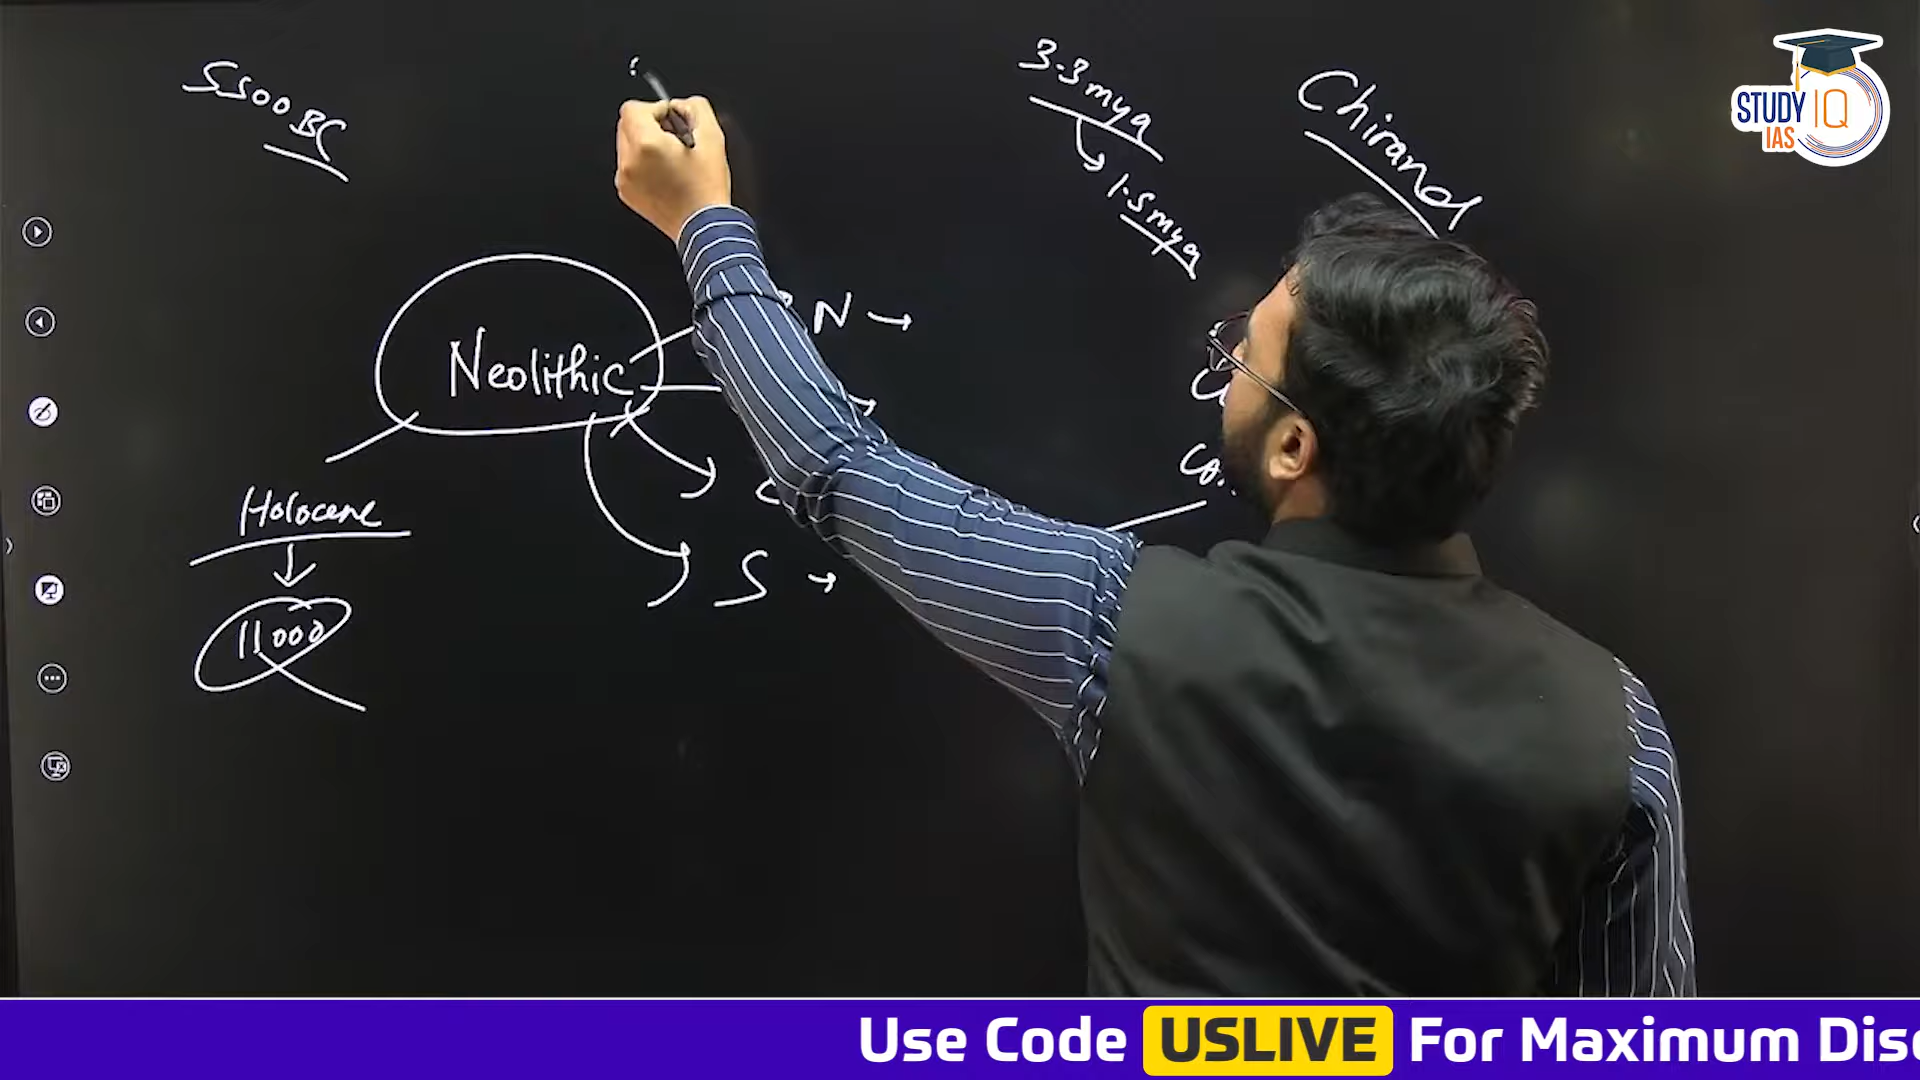 5500 BC
3.3 mya
1.5 mya
Chirand
STUDY IQ
IAS
Neolithic
N →
Holocene
11000
S →
Use Code USLIVE For Maximum Disc